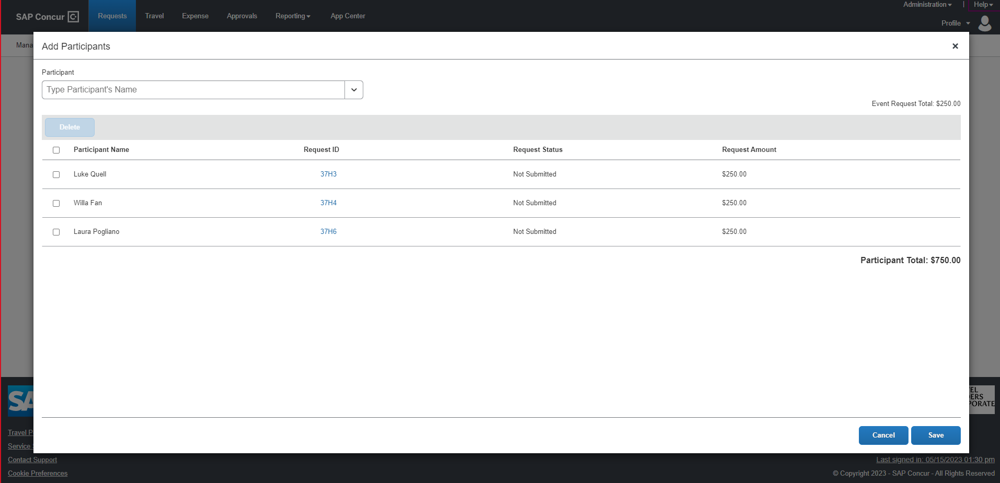 SAP Concur C
Requests
Travel
Expense
Approvals
Reporting
App Center
Administration
Help
Profile
Mana
Add Participants
×
Participant
Type Participant's Name
Event Request Total: $250.00
Delete
Participant Name Request ID Request Status Request Amount
Luke Quell 37H3 Not Submitted $250.00
Willa Fan 37H4 Not Submitted $250.00
Laura Pogliano 37H6 Not Submitted $250.00
Participant Total: $750.00
Cancel Save
SA
EL
ERS
PORATE
Travel P
Service
Contact Support
Cookie Preferences
Last signed in: 05/15/2023 01:30 pm
© Copyright 2023 - SAP Concur - All Rights Reserved